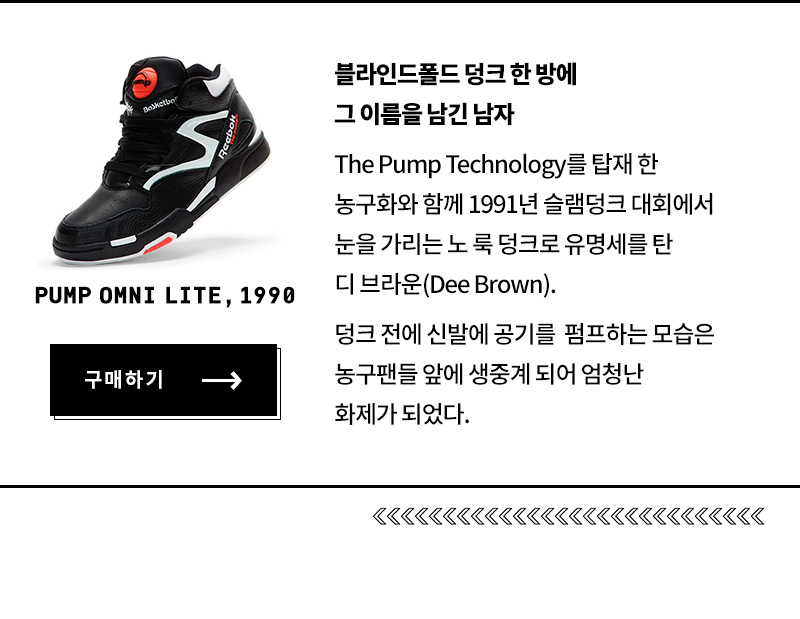 블라인드폴드 덩크 한 방에
그 이름을 남긴 남자
The Pump Technology를 탑재 한
농구화와 함께 1991년 슬램덩크 대회에서
눈을 가리는 노 룩 덩크로 유명세를 탄
디 브라운(Dee Brown).
덩크 전에 신발에 공기를 펌프하는 모습은
농구팬들 앞에 생중계 되어 엄청난
화제가 되었다.
Pump
Basketball
Reebok
PUMP OMNI LITE, 1990
구매하기